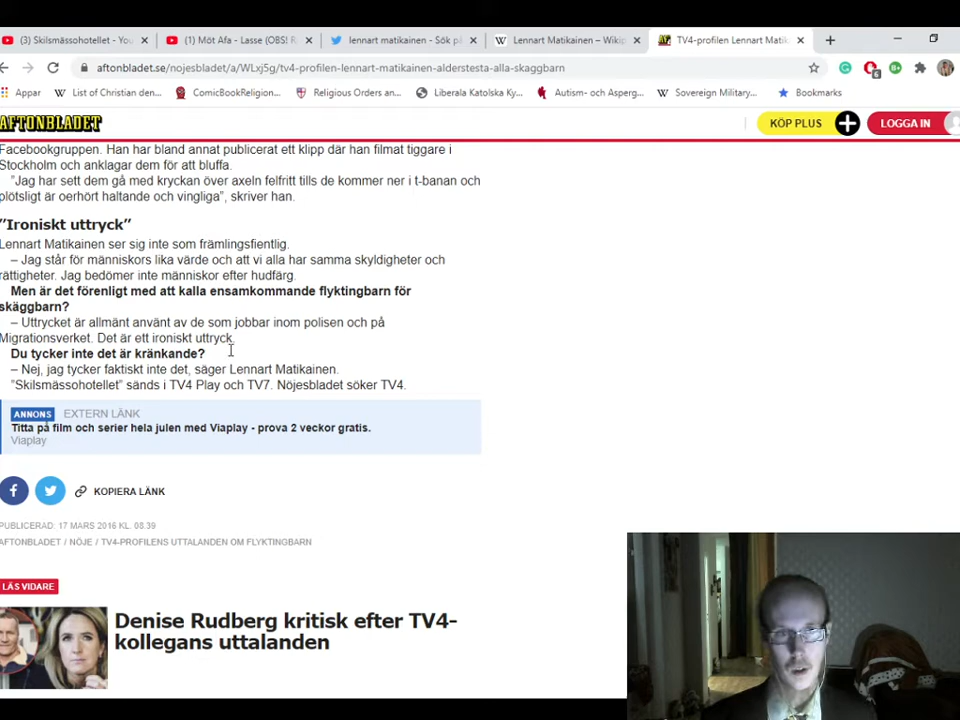 (3) Skilsmässohotellet - You
(1) Möt Afa - Lasse (OBS! R
lennart matikainen - Sök p
Lennart Matikainen – Wikip
TV4-profilen Lennart Matik
aftonbladet.se/nojesbladet/a/WLxj5g/tv4-profilen-lennart-matikainen-alderstesta-alla-skaggbarn
6
Appar
List of Christian den...
ComicBookReligion...
Religious Orders an...
Liberala Katolska Ky...
Autism- och Asperg...
Sovereign Military...
Bookmarks
AFTONBLADET
KÖP PLUS
LOGGA IN
Facebookgruppen. Han har bland annat publicerat ett klipp där han filmat tiggare i
Stockholm och anklagar dem för att bluffa.
”Jag har sett dem gå med kryckan över axeln felfritt tills de kommer ner i t-banan och
plötsligt är oerhört haltande och vingliga”, skriver han.
”Ironiskt uttryck”
Lennart Matikainen ser sig inte som främlingsfientlig.
– Jag står för människors lika värde och att vi alla har samma skyldigheter och
rättigheter. Jag bedömer inte människor efter hudfärg.
Men är det förenligt med att kalla ensamkommande flyktingbarn för
skäggbarn?
– Uttrycket är allmänt använt av de som jobbar inom polisen och på
Migrationsverket. Det är ett ironiskt uttryck.
Du tycker inte det är kränkande?
– Nej, jag tycker faktiskt inte det, säger Lennart Matikainen.
”Skilsmässohotellet” sänds i TV4 Play och TV7. Nöjesbladet söker TV4.
ANNONS EXTERN LÄNK
Titta på film och serier hela julen med Viaplay - prova 2 veckor gratis.
Viaplay
KOPIERA LÄNK
PUBLICERAD: 17 MARS 2016 KL. 08.39
AFTONBLADET / NÖJE / TV4-PROFILENS UTTALANDEN OM FLYKTINGBARN
LÄS VIDARE
Denise Rudberg kritisk efter TV4-
kollegans uttalanden